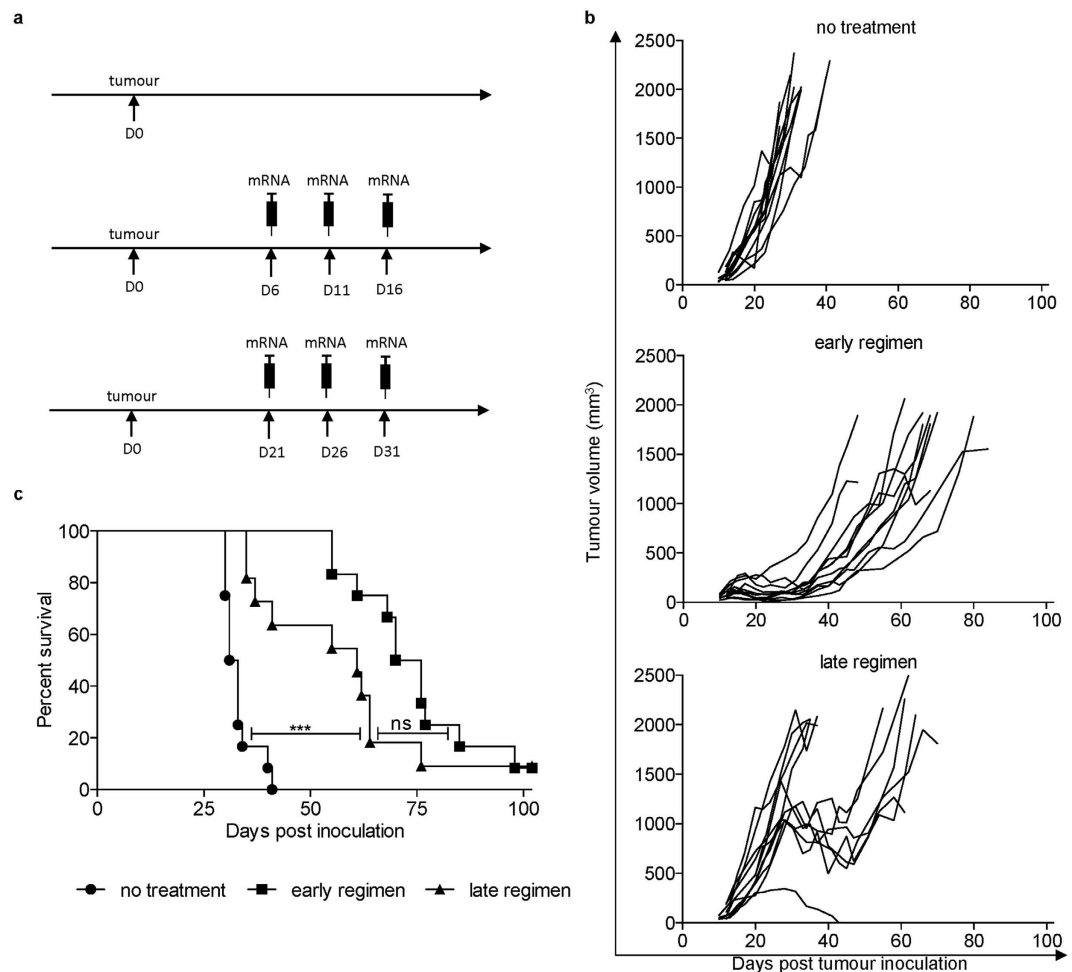 a
tumour
D0
mRNA mRNA mRNA
tumour
D0 D6 D11 D16
mRNA mRNA mRNA
tumour
D0 D21 D26 D31
b
no treatment
2500
2000
1500
1000
500
0
0 20 40 60 80 100
early regimen
2500
2000
1500
1000
500
0
0 20 40 60 80 100
late regimen
2500
2000
1500
1000
500
0
0 20 40 60 80 100
Tumour volume (mm³)
Days post tumour inoculation
c
100
80
60
40
20
0
Percent survival
*** ns
0 25 50 75 100
Days post inoculation
no treatment early regimen late regimen